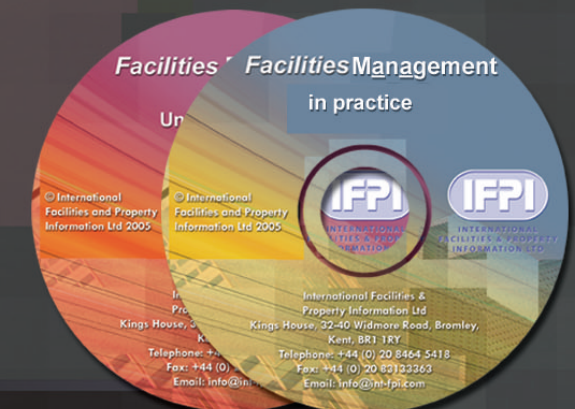 Facilities
Un
© International
Facilities and Property
Information Ltd 2005
Kings House, 3
Telephone: +4
Fax: +44 (0)
Email: info@int-
Facilities Management
in practice
© International
Facilities and Property
Information Ltd 2005
IFPI
INTERNATIONAL
IFPI
INTERNATIONAL
FACILITIES & PROPERTY
INFORMATION LTD
International Facilities &
Property Information Ltd
Kings House, 32-40 Widmore Road, Bromley,
Kent, BR1 1RY
Telephone: +44 (0) 20 8464 5418
Fax: +44 (0) 20 83133363
Email: info@int-fpi.com